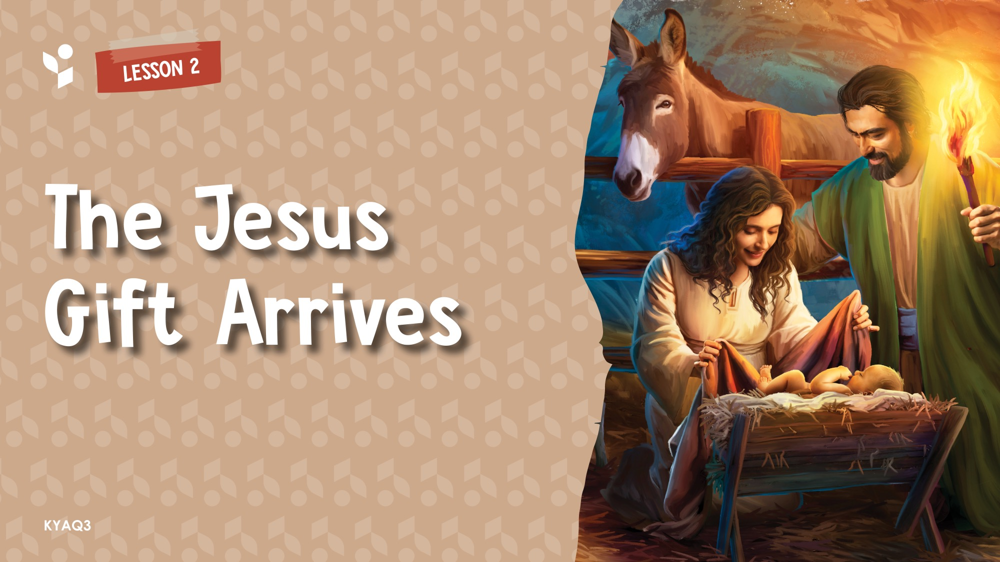 LESSON 2
The Jesus
Gift Arrives
KYAQ3